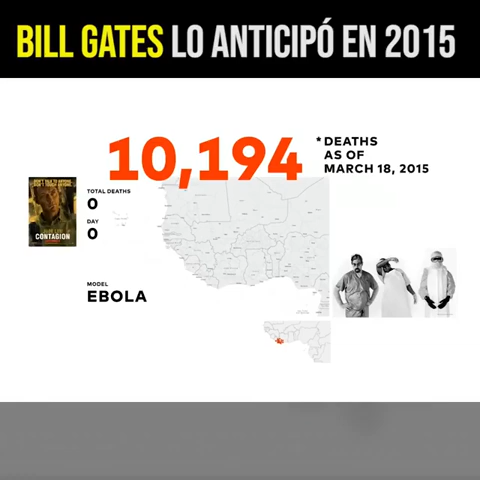 BILL GATES LO ANTICIPÓ EN 2015
10,194
*DEATHS
AS OF
MARCH 18, 2015
TOTAL DEATHS
0
DAY
0
CONTAGION
MODEL
EBOLA